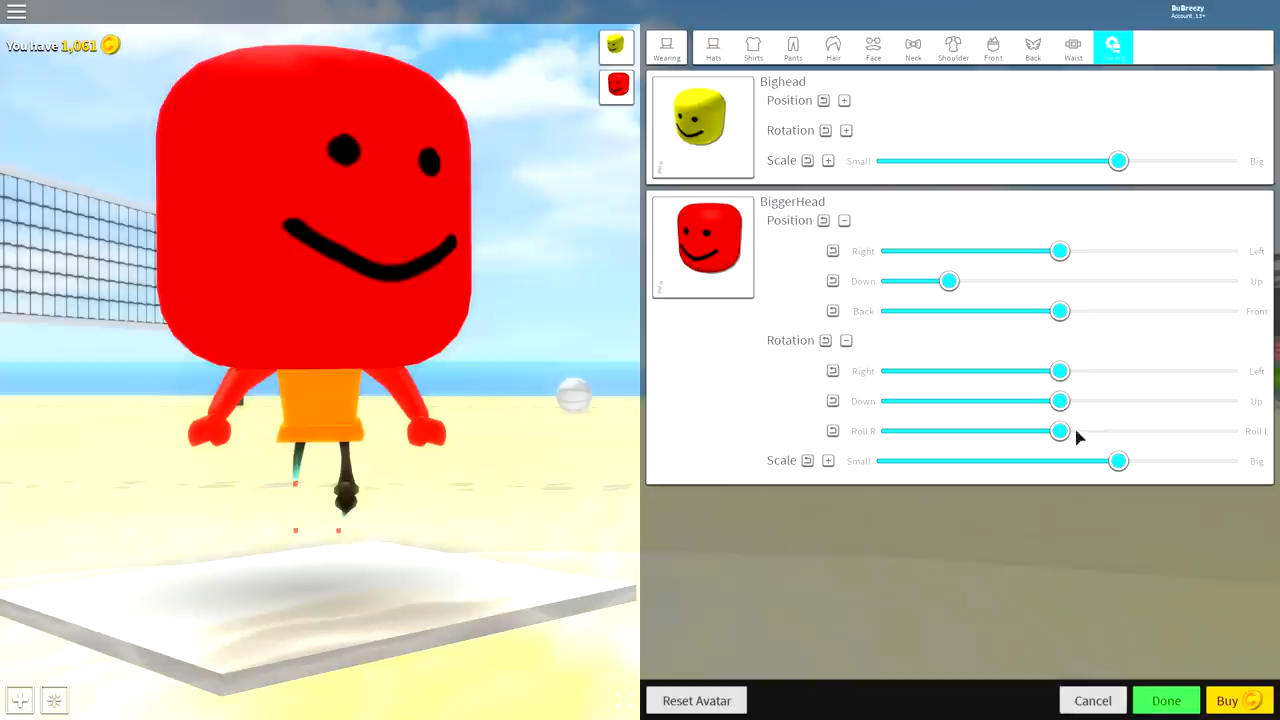 BuBreezy
Account: 13+
You have 1,061
Wearing
Hats
Shirts
Pants
Hair
Face
Neck
Shoulder
Front
Back
Waist
Bighead
Position
Rotation
Scale Small Big
BiggerHead
Position
Right Left
Down Up
Back Front
Rotation
Right Left
Down Up
Roll R Roll L
Scale Small Big
Reset Avatar
Cancel
Done
Buy